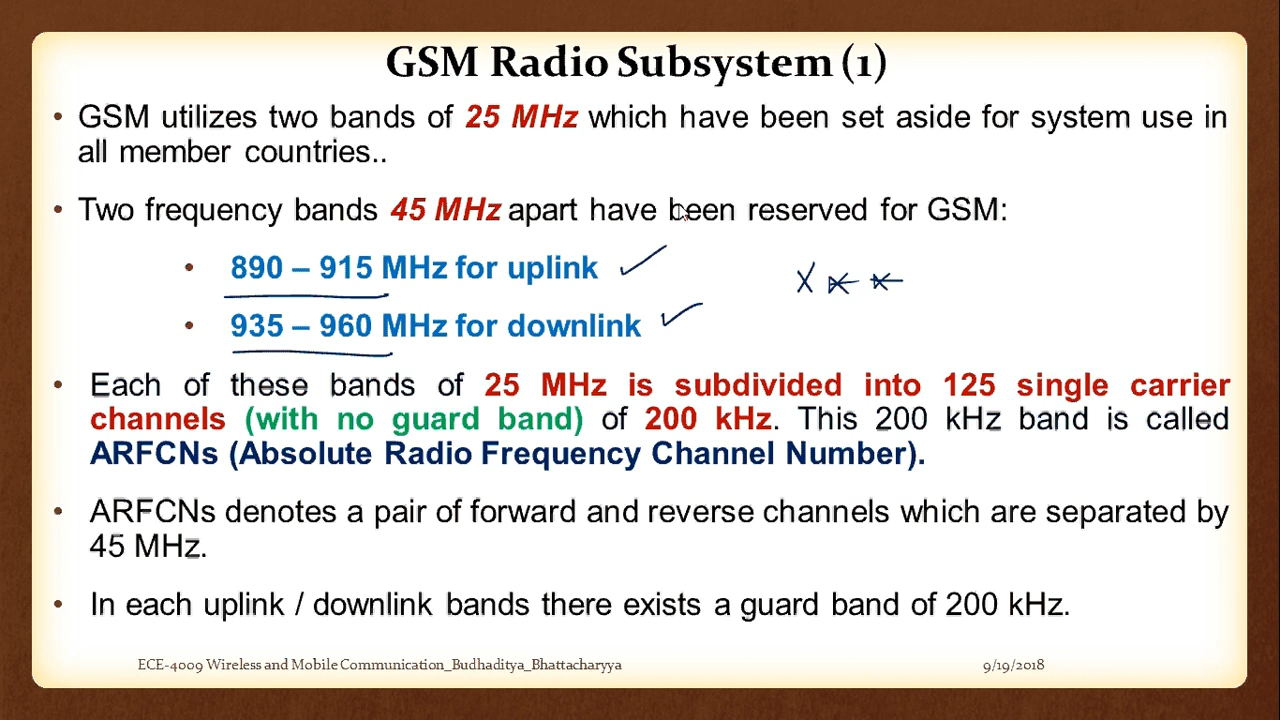 GSM Radio Subsystem (1)
• GSM utilizes two bands of 25 MHz which have been set aside for system use in
all member countries..
• Two frequency bands 45 MHz apart have been reserved for GSM:
• 890 – 915 MHz for uplink
• 935 – 960 MHz for downlink
• Each of these bands of 25 MHz is subdivided into 125 single carrier
channels (with no guard band) of 200 kHz. This 200 kHz band is called
ARFCNs (Absolute Radio Frequency Channel Number).
• ARFCNs denotes a pair of forward and reverse channels which are separated by
45 MHz.
• In each uplink / downlink bands there exists a guard band of 200 kHz.
ECE-4009 Wireless and Mobile Communication_Budhaditya_Bhattacharyya 9/19/2018